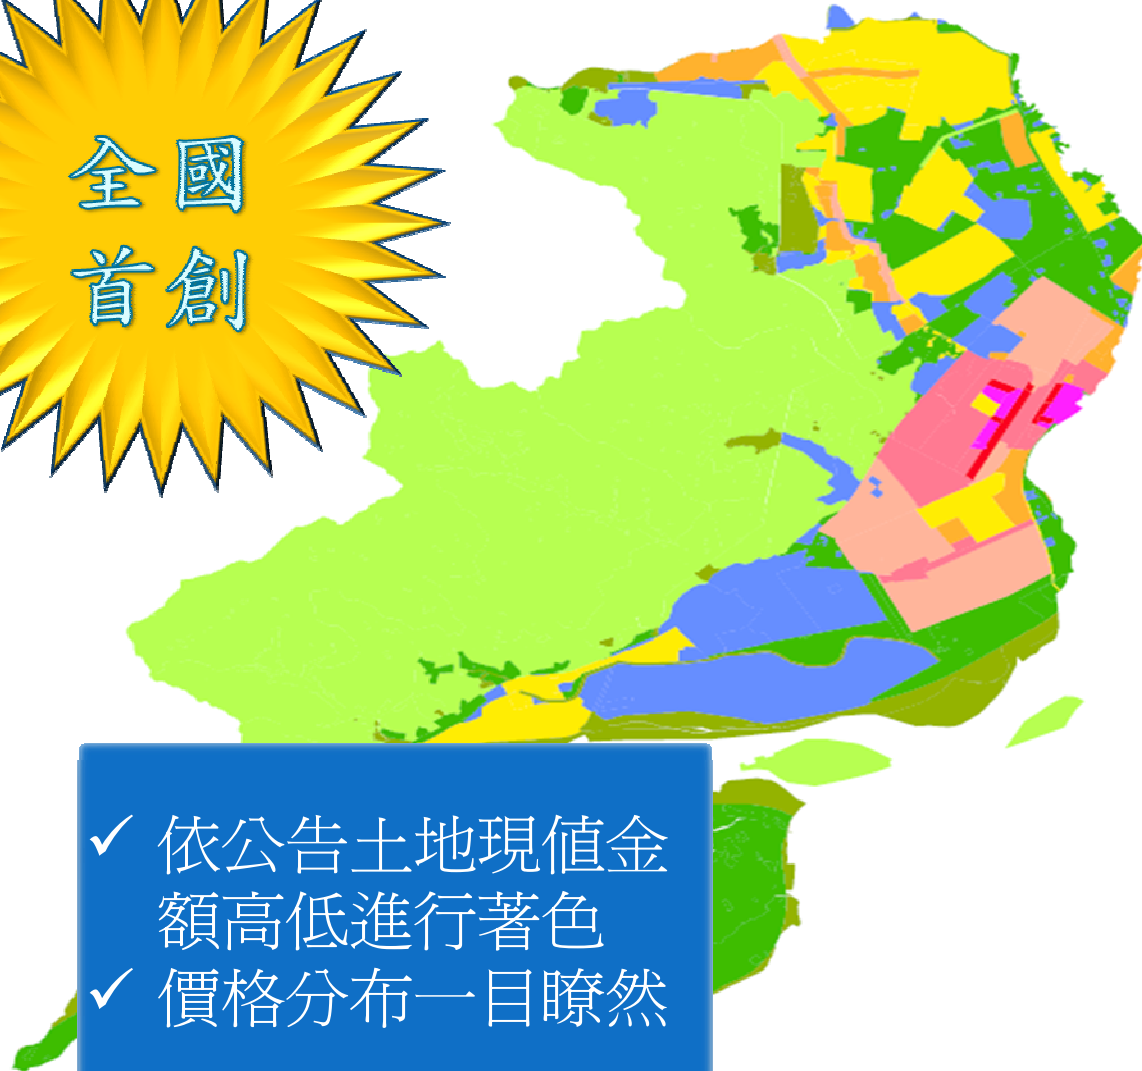 全國
首創
✓ 依公告土地現值金
額高低進行著色
✓ 價格分布一目瞭然